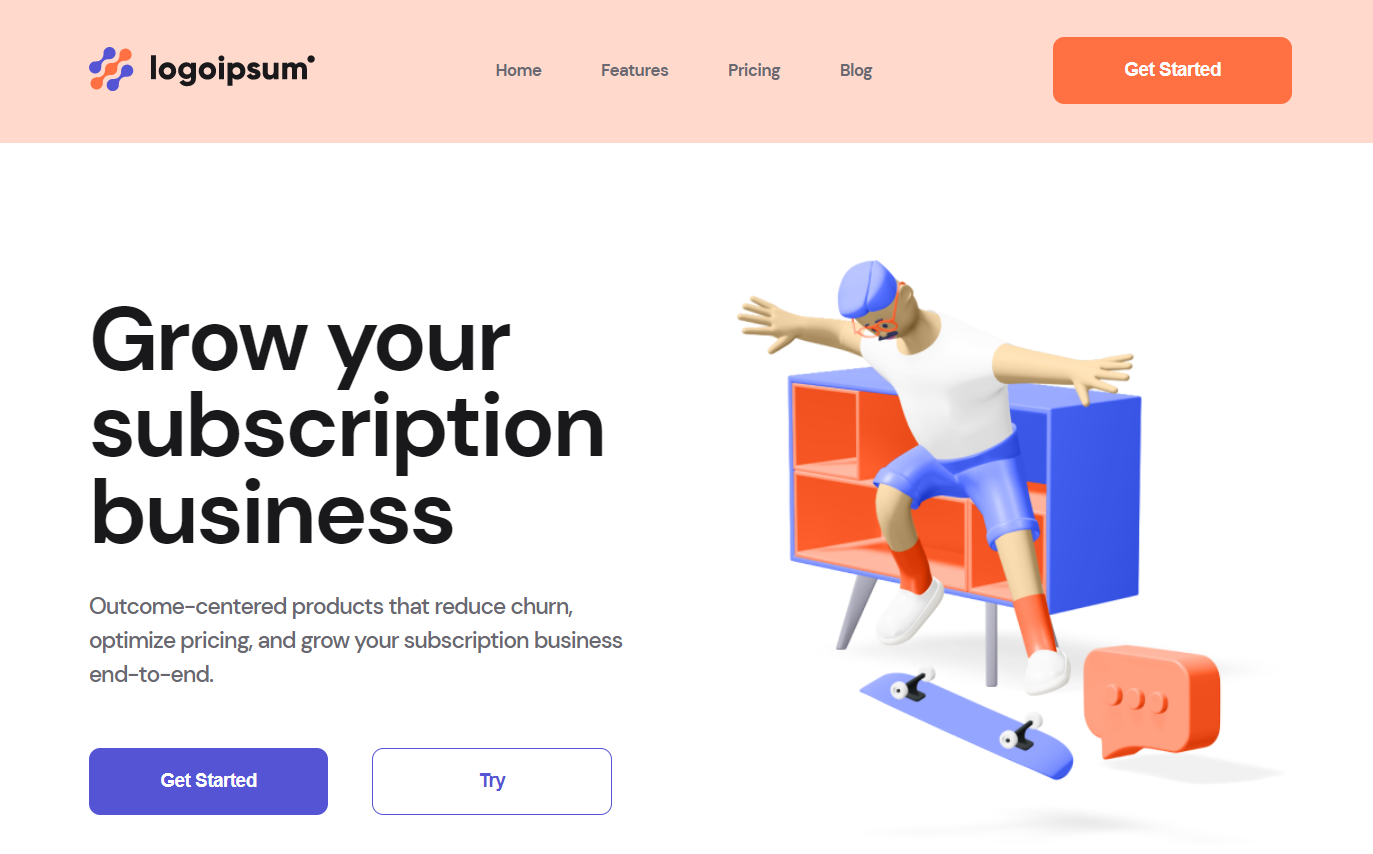 logoipsum
Home Features Pricing Blog
Get Started
Grow your
subscription
business
Outcome-centered products that reduce churn,
optimize pricing, and grow your subscription business
end-to-end.
Get Started
Try